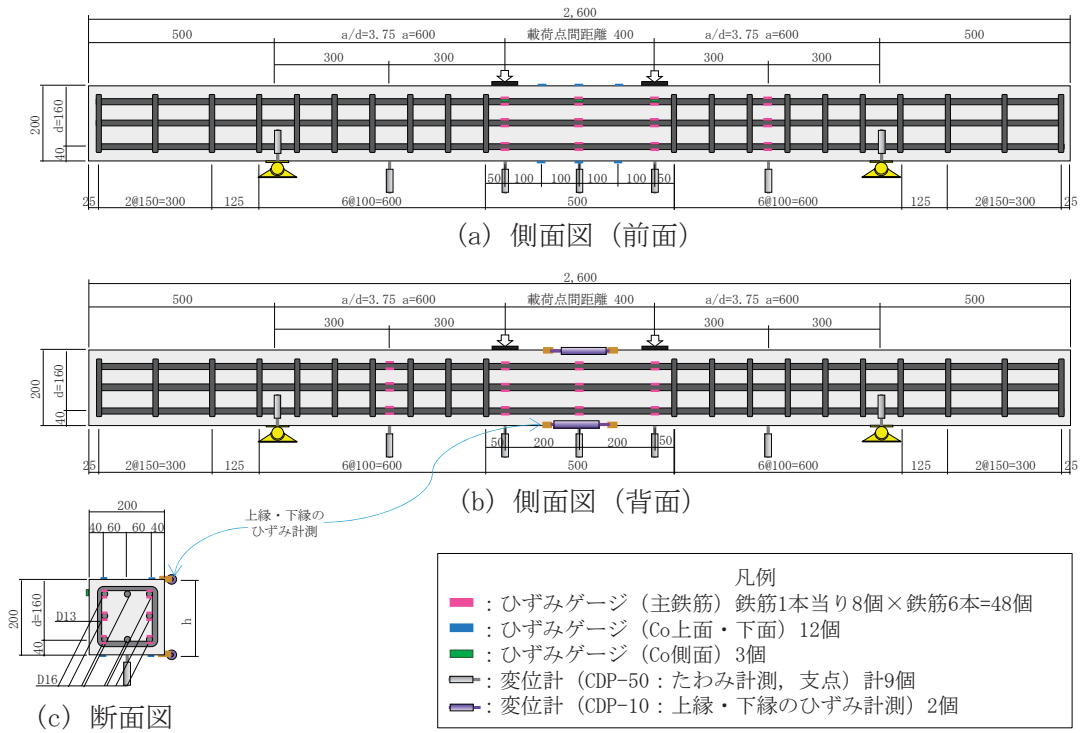 2,600
500 a/d=3.75 a=600 載荷点間距離 400 a/d=3.75 a=600 500
300 300 300 300
200 d=160 40
50 100 100 100 100 50
25 2@150=300 125 6@100=600 500 6@100=600 125 2@150=300 25
(a) 側面図 (前面)
2,600
500 a/d=3.75 a=600 載荷点間距離 400 a/d=3.75 a=600 500
300 300 300 300
200 d=160 40
50 200 200 50
25 2@150=300 125 6@100=600 500 6@100=600 125 2@150=300 25
(b) 側面図 (背面)
上縁・下縁の
ひずみ計測
200
40 60 60 40
200 d=160 40
D13
h
D16
(c) 断面図
凡例
：ひずみゲージ (主鉄筋) 鉄筋1本当り8個×鉄筋6本=48個
：ひずみゲージ (Co上面・下面) 12個
：ひずみゲージ (Co側面) 3個
：変位計 (CDP-50：たわみ計測, 支点) 計9個
：変位計 (CDP-10：上縁・下縁のひずみ計測) 2個